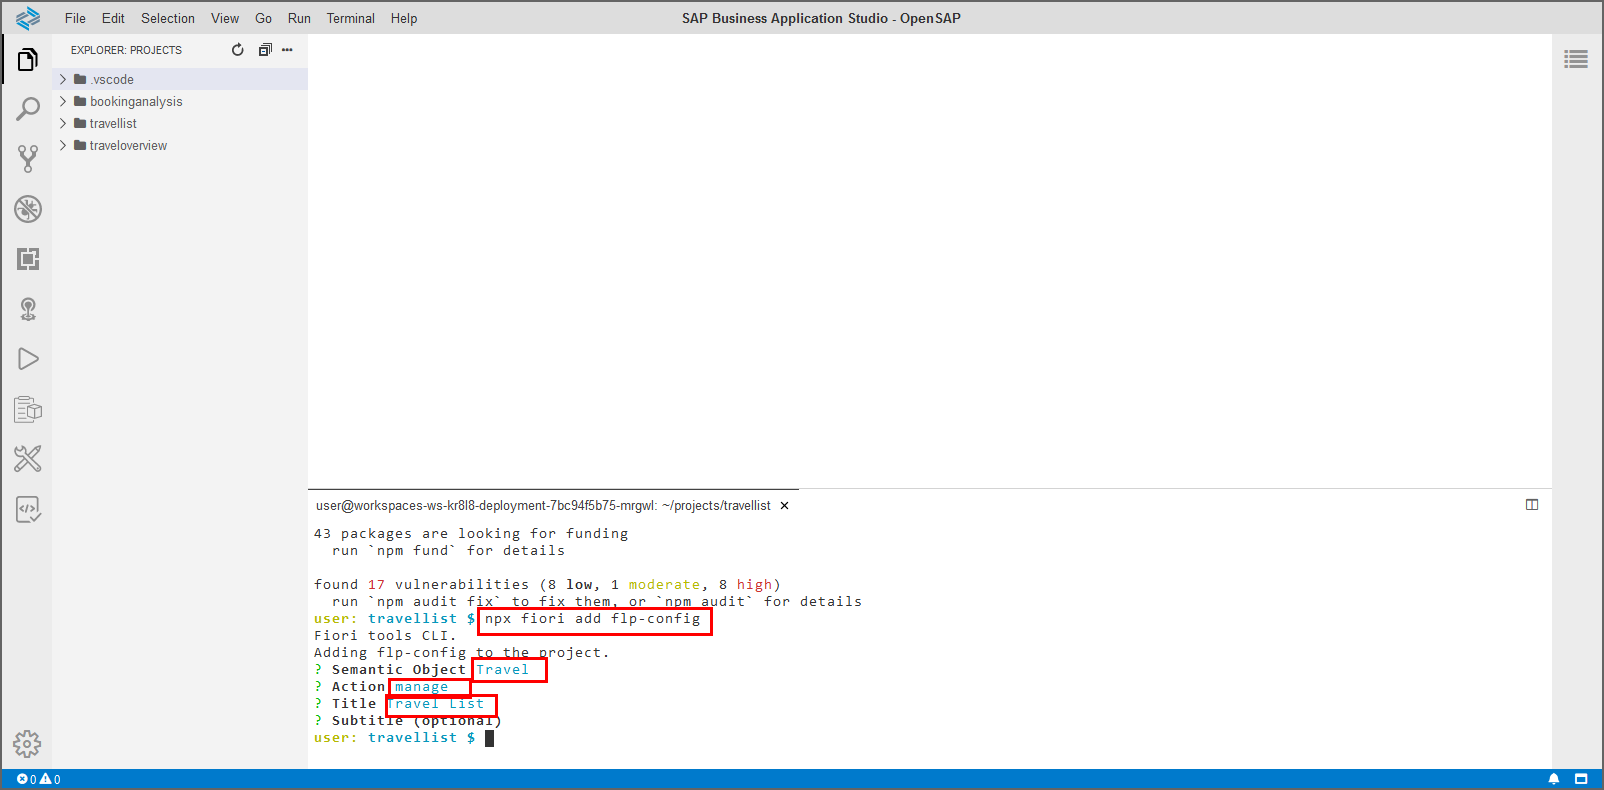 File Edit Selection View Go Run Terminal Help
SAP Business Application Studio - OpenSAP
EXPLORER: PROJECTS
.vscode
bookinganalysis
travellist
traveloverview
user@workspaces-ws-kr8l8-deployment-7bc94f5b75-mrgwl: ~/projects/travellist
43 packages are looking for funding
run `npm fund` for details
found 17 vulnerabilities (8 low, 1 moderate, 8 high)
run `npm audit fix` to fix them, or `npm audit` for details
user: travellist $ npx fiori add flp-config
Fiori tools CLI.
Adding flp-config to the project.
? Semantic Object Travel
? Action manage
? Title Travel List
? Subtitle (optional)
user: travellist $
0 0